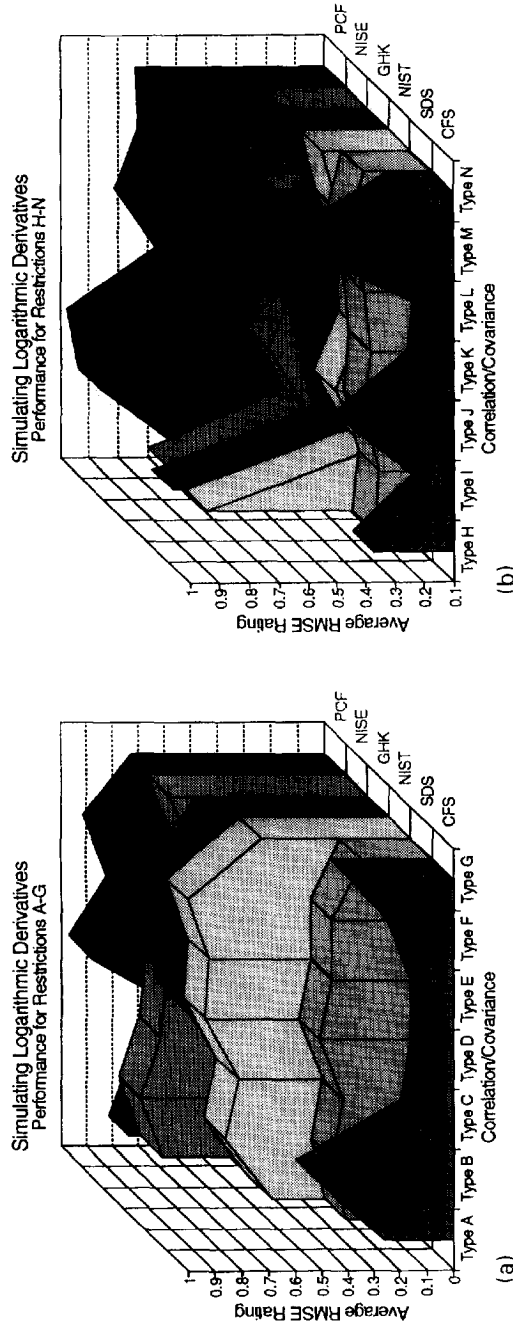 Simulating Logarithmic Derivatives
Performance for Restrictions A-G
Average RMSE Rating
1
0.9
0.8
0.7
0.6
0.5
0.4
0.3
0.2
0.1
0
Type A Type B Type C Type D Type E Type F Type G
Correlation/Covariance
PCF
NISE
GHK
NIST
SDS
CFS
(a)
Simulating Logarithmic Derivatives
Performance for Restrictions H-N
Average RMSE Rating
1
0.9
0.8
0.7
0.6
0.5
0.4
0.3
0.2
0.1
Type H Type I Type J Type K Type L Type M Type N
Correlation/Covariance
PCF
NISE
GHK
NIST
SDS
CFS
(b)